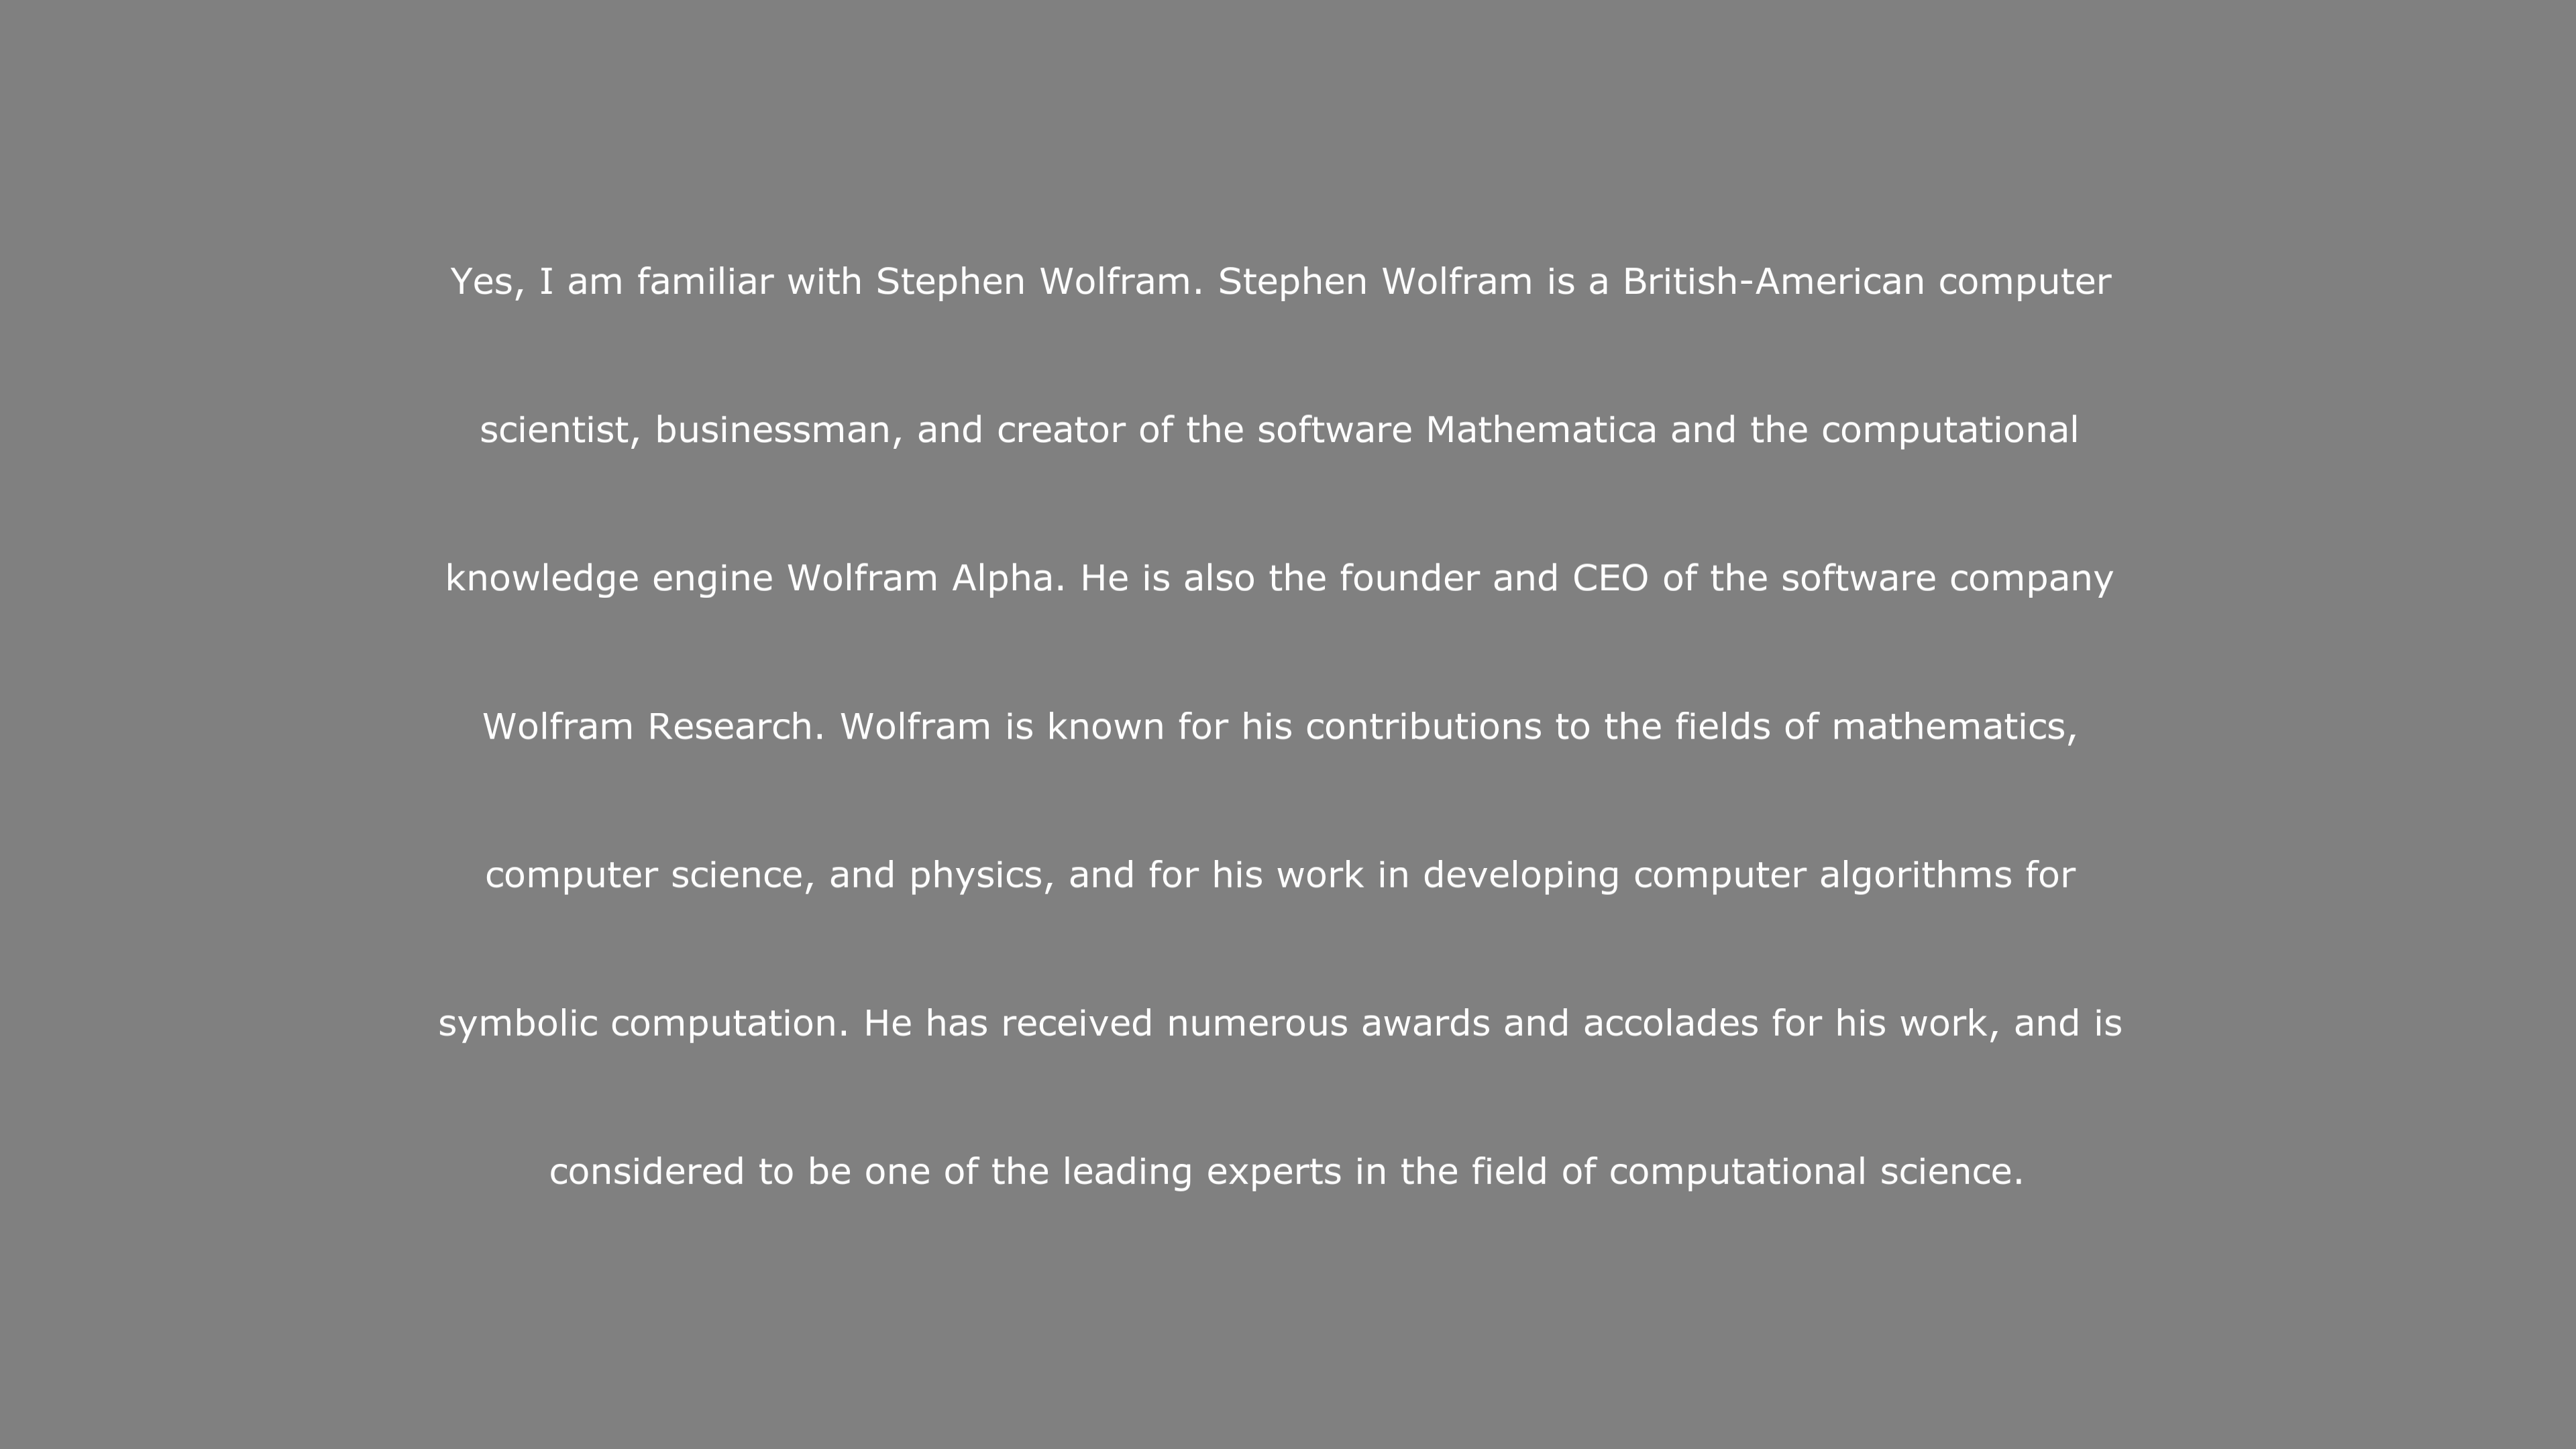 Yes, I am familiar with Stephen Wolfram. Stephen Wolfram is a British-American computer
scientist, businessman, and creator of the software Mathematica and the computational
knowledge engine Wolfram Alpha. He is also the founder and CEO of the software company
Wolfram Research. Wolfram is known for his contributions to the fields of mathematics,
computer science, and physics, and for his work in developing computer algorithms for
symbolic computation. He has received numerous awards and accolades for his work, and is
considered to be one of the leading experts in the field of computational science.